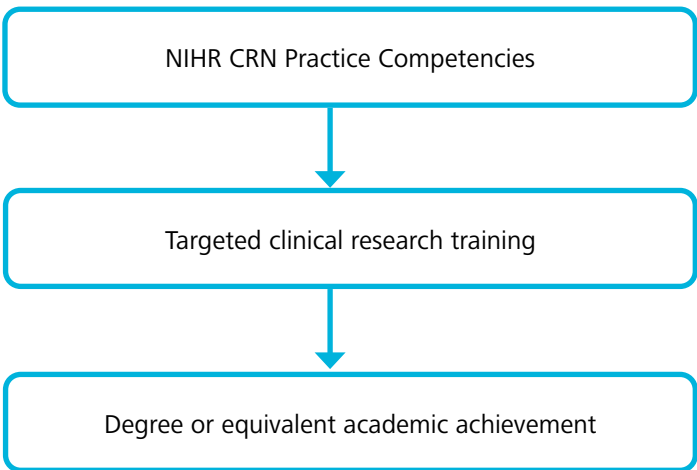 NIHR CRN Practice Competencies
Targeted clinical research training
Degree or equivalent academic achievement